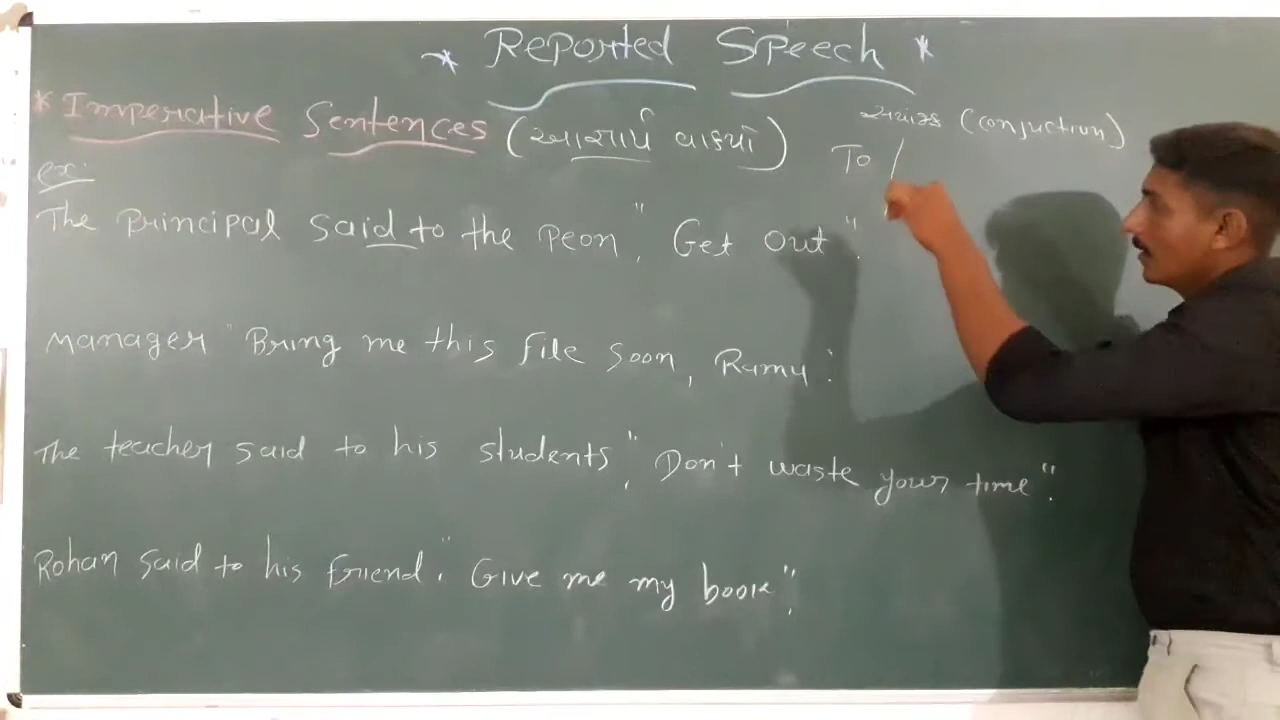 * Reported Speech *
* Imperative Sentences (આજ્ઞાર્થ વાક્યો)
સંયોજક (Conjuction)
To /
ex:
The Principal said to the Peon, "Get Out".
Manager "Bring me this file soon, Ramu".
The teacher said to his students, "Don't waste your time".
Rohan said to his friend, "Give me my book".